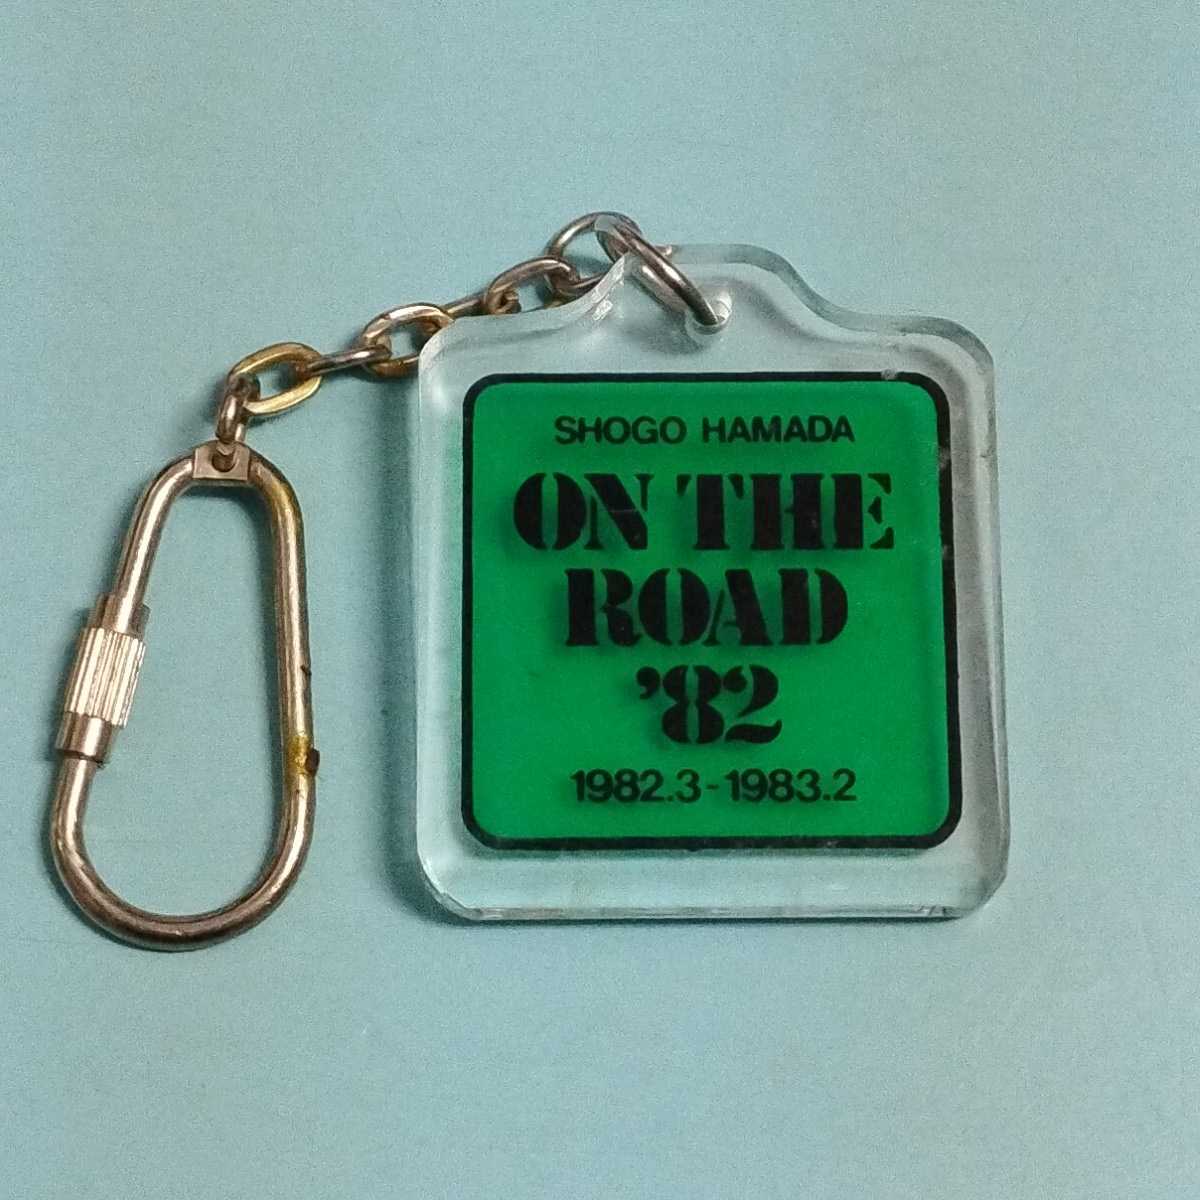 SHOGO HAMADA
ON THE
ROAD
'82
1982.3-1983.2